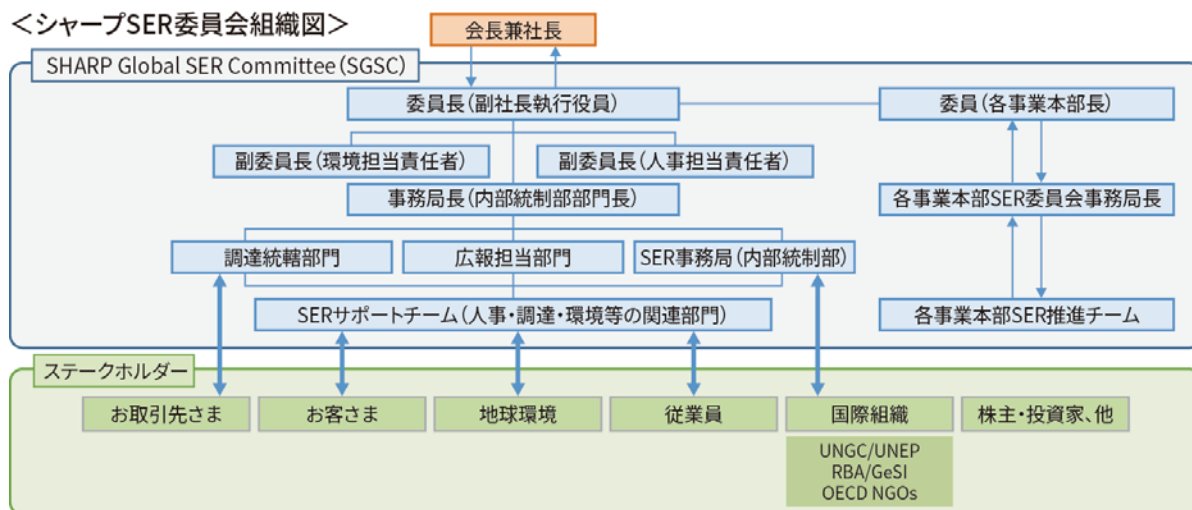 ＜シャープSER委員会組織図＞
会長兼社長
SHARP Global SER Committee（SGSC）
委員長（副社長執行役員）
委員（各事業本部長）
副委員長（環境担当責任者）
副委員長（人事担当責任者）
事務局長（内部統制部部門長）
各事業本部SER委員会事務局長
調達統轄部門
広報担当部門
SER事務局（内部統制部）
SERサポートチーム（人事・調達・環境等の関連部門）
各事業本部SER推進チーム
ステークホルダー
お取引先さま
お客さま
地球環境
従業員
国際組織
株主・投資家、他
UNGC/UNEP
RBA/GeSI
OECD NGOs